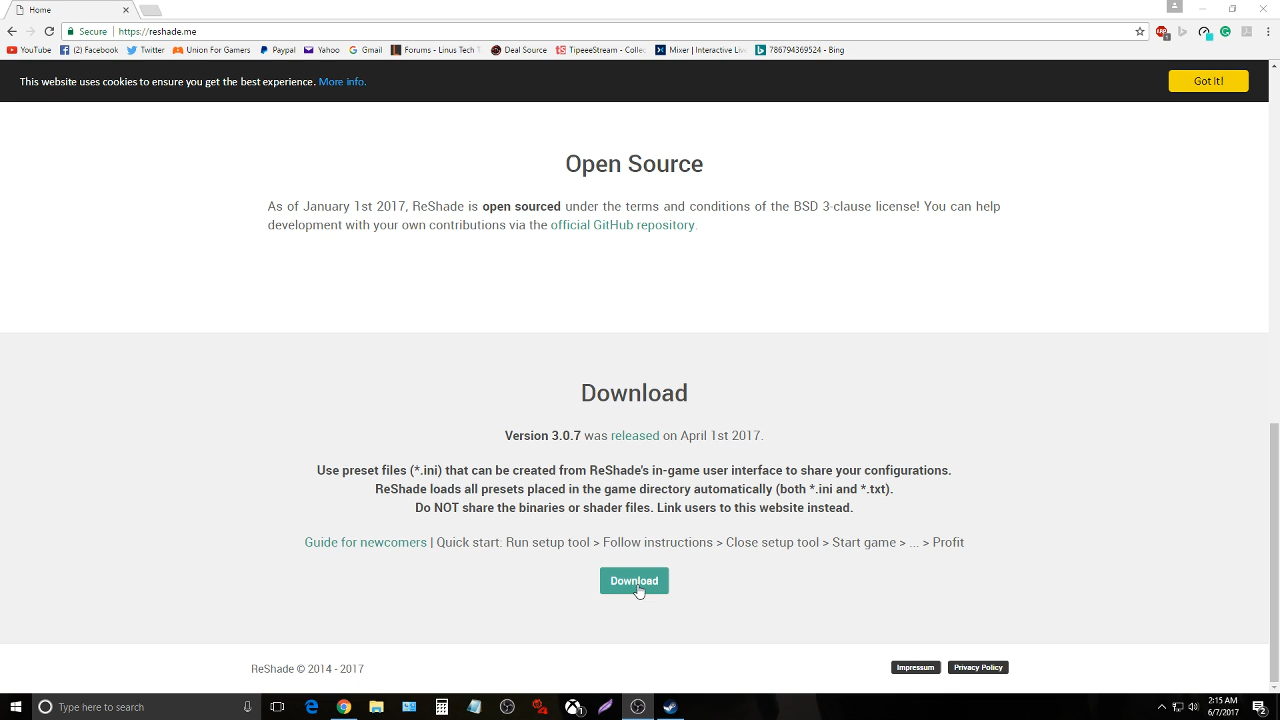 Home
Secure https://reshade.me
YouTube (2) Facebook Twitter Union For Gamers Paypal Yahoo Gmail Forums - Linus Tech T Deal Source TipeeeStream - Collec Mixer | Interactive Liv 786794369524 - Bing
This website uses cookies to ensure you get the best experience. More info. Got it!
Open Source
As of January 1st 2017, ReShade is open sourced under the terms and conditions of the BSD 3-clause license! You can help
development with your own contributions via the official GitHub repository.
Download
Version 3.0.7 was released on April 1st 2017.
Use preset files (*.ini) that can be created from ReShade's in-game user interface to share your configurations.
ReShade loads all presets placed in the game directory automatically (both *.ini and *.txt).
Do NOT share the binaries or shader files. Link users to this website instead.
Guide for newcomers | Quick start: Run setup tool > Follow instructions > Close setup tool > Start game > ... > Profit
Download
ReShade © 2014 - 2017 Impressum Privacy Policy
Type here to search
2:15 AM
6/7/2017